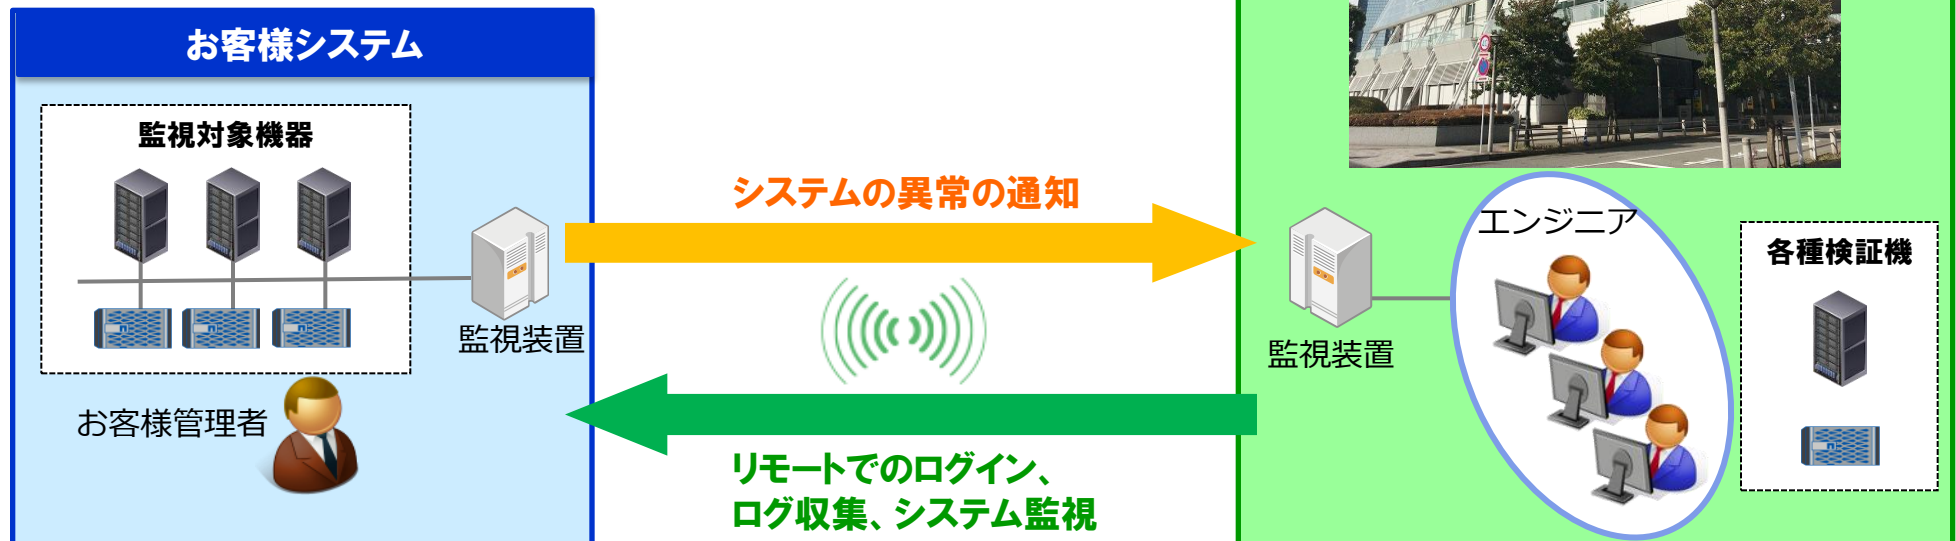 お客様システム
監視対象機器
監視装置
お客様管理者
システムの異常の通知
リモートでのログイン、
ログ収集、システム監視
監視装置
エンジニア
各種検証機